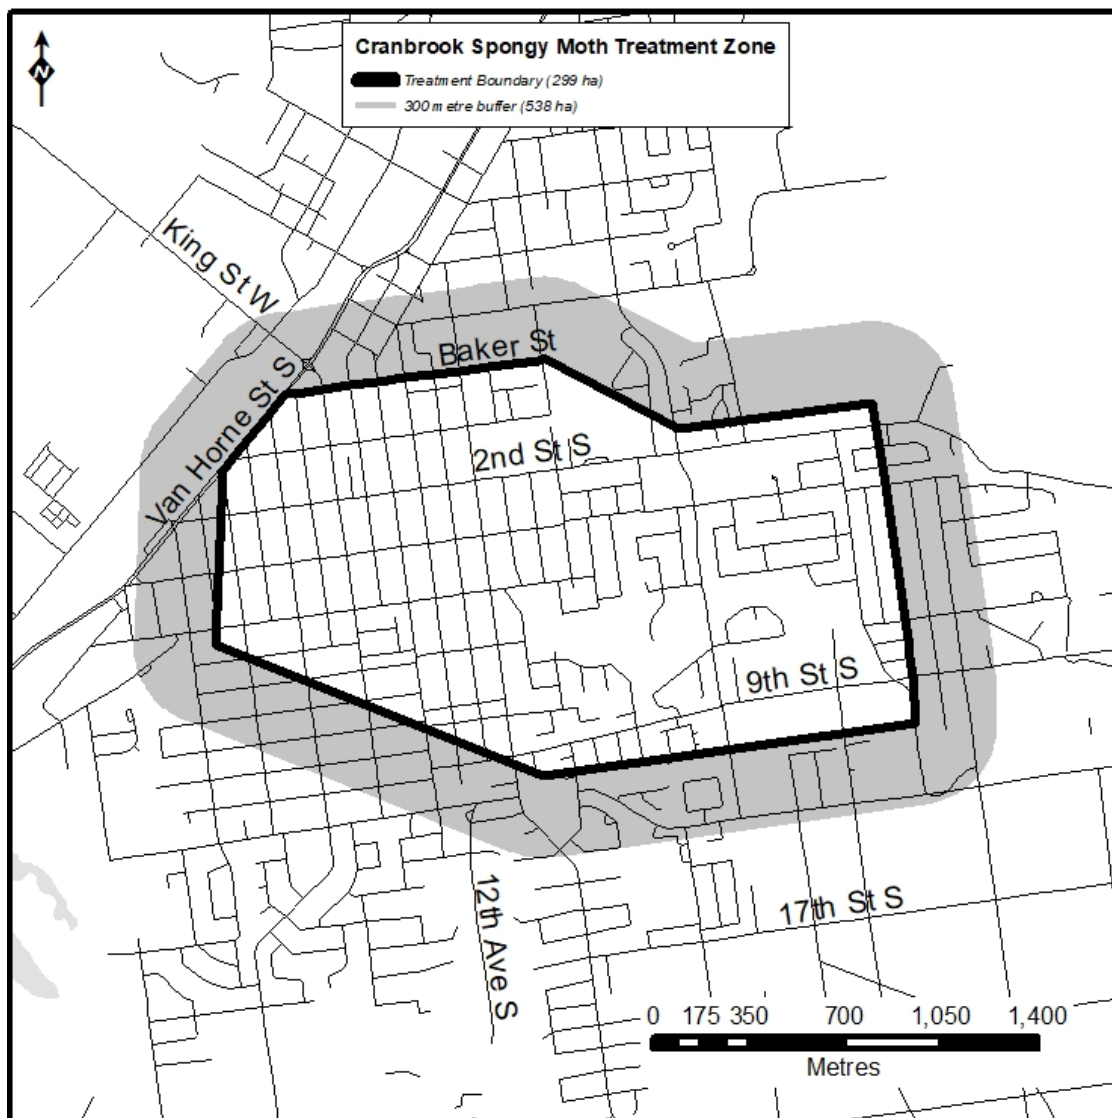 N
Cranbrook Spongy Moth Treatment Zone
Treatment Boundary (299 ha)
300 metre buffer (538 ha)
King St W
Baker St
Van Horne St S
2nd St S
9th St S
12th Ave S
17th St S
0 175 350 700 1,050 1,400
Metres